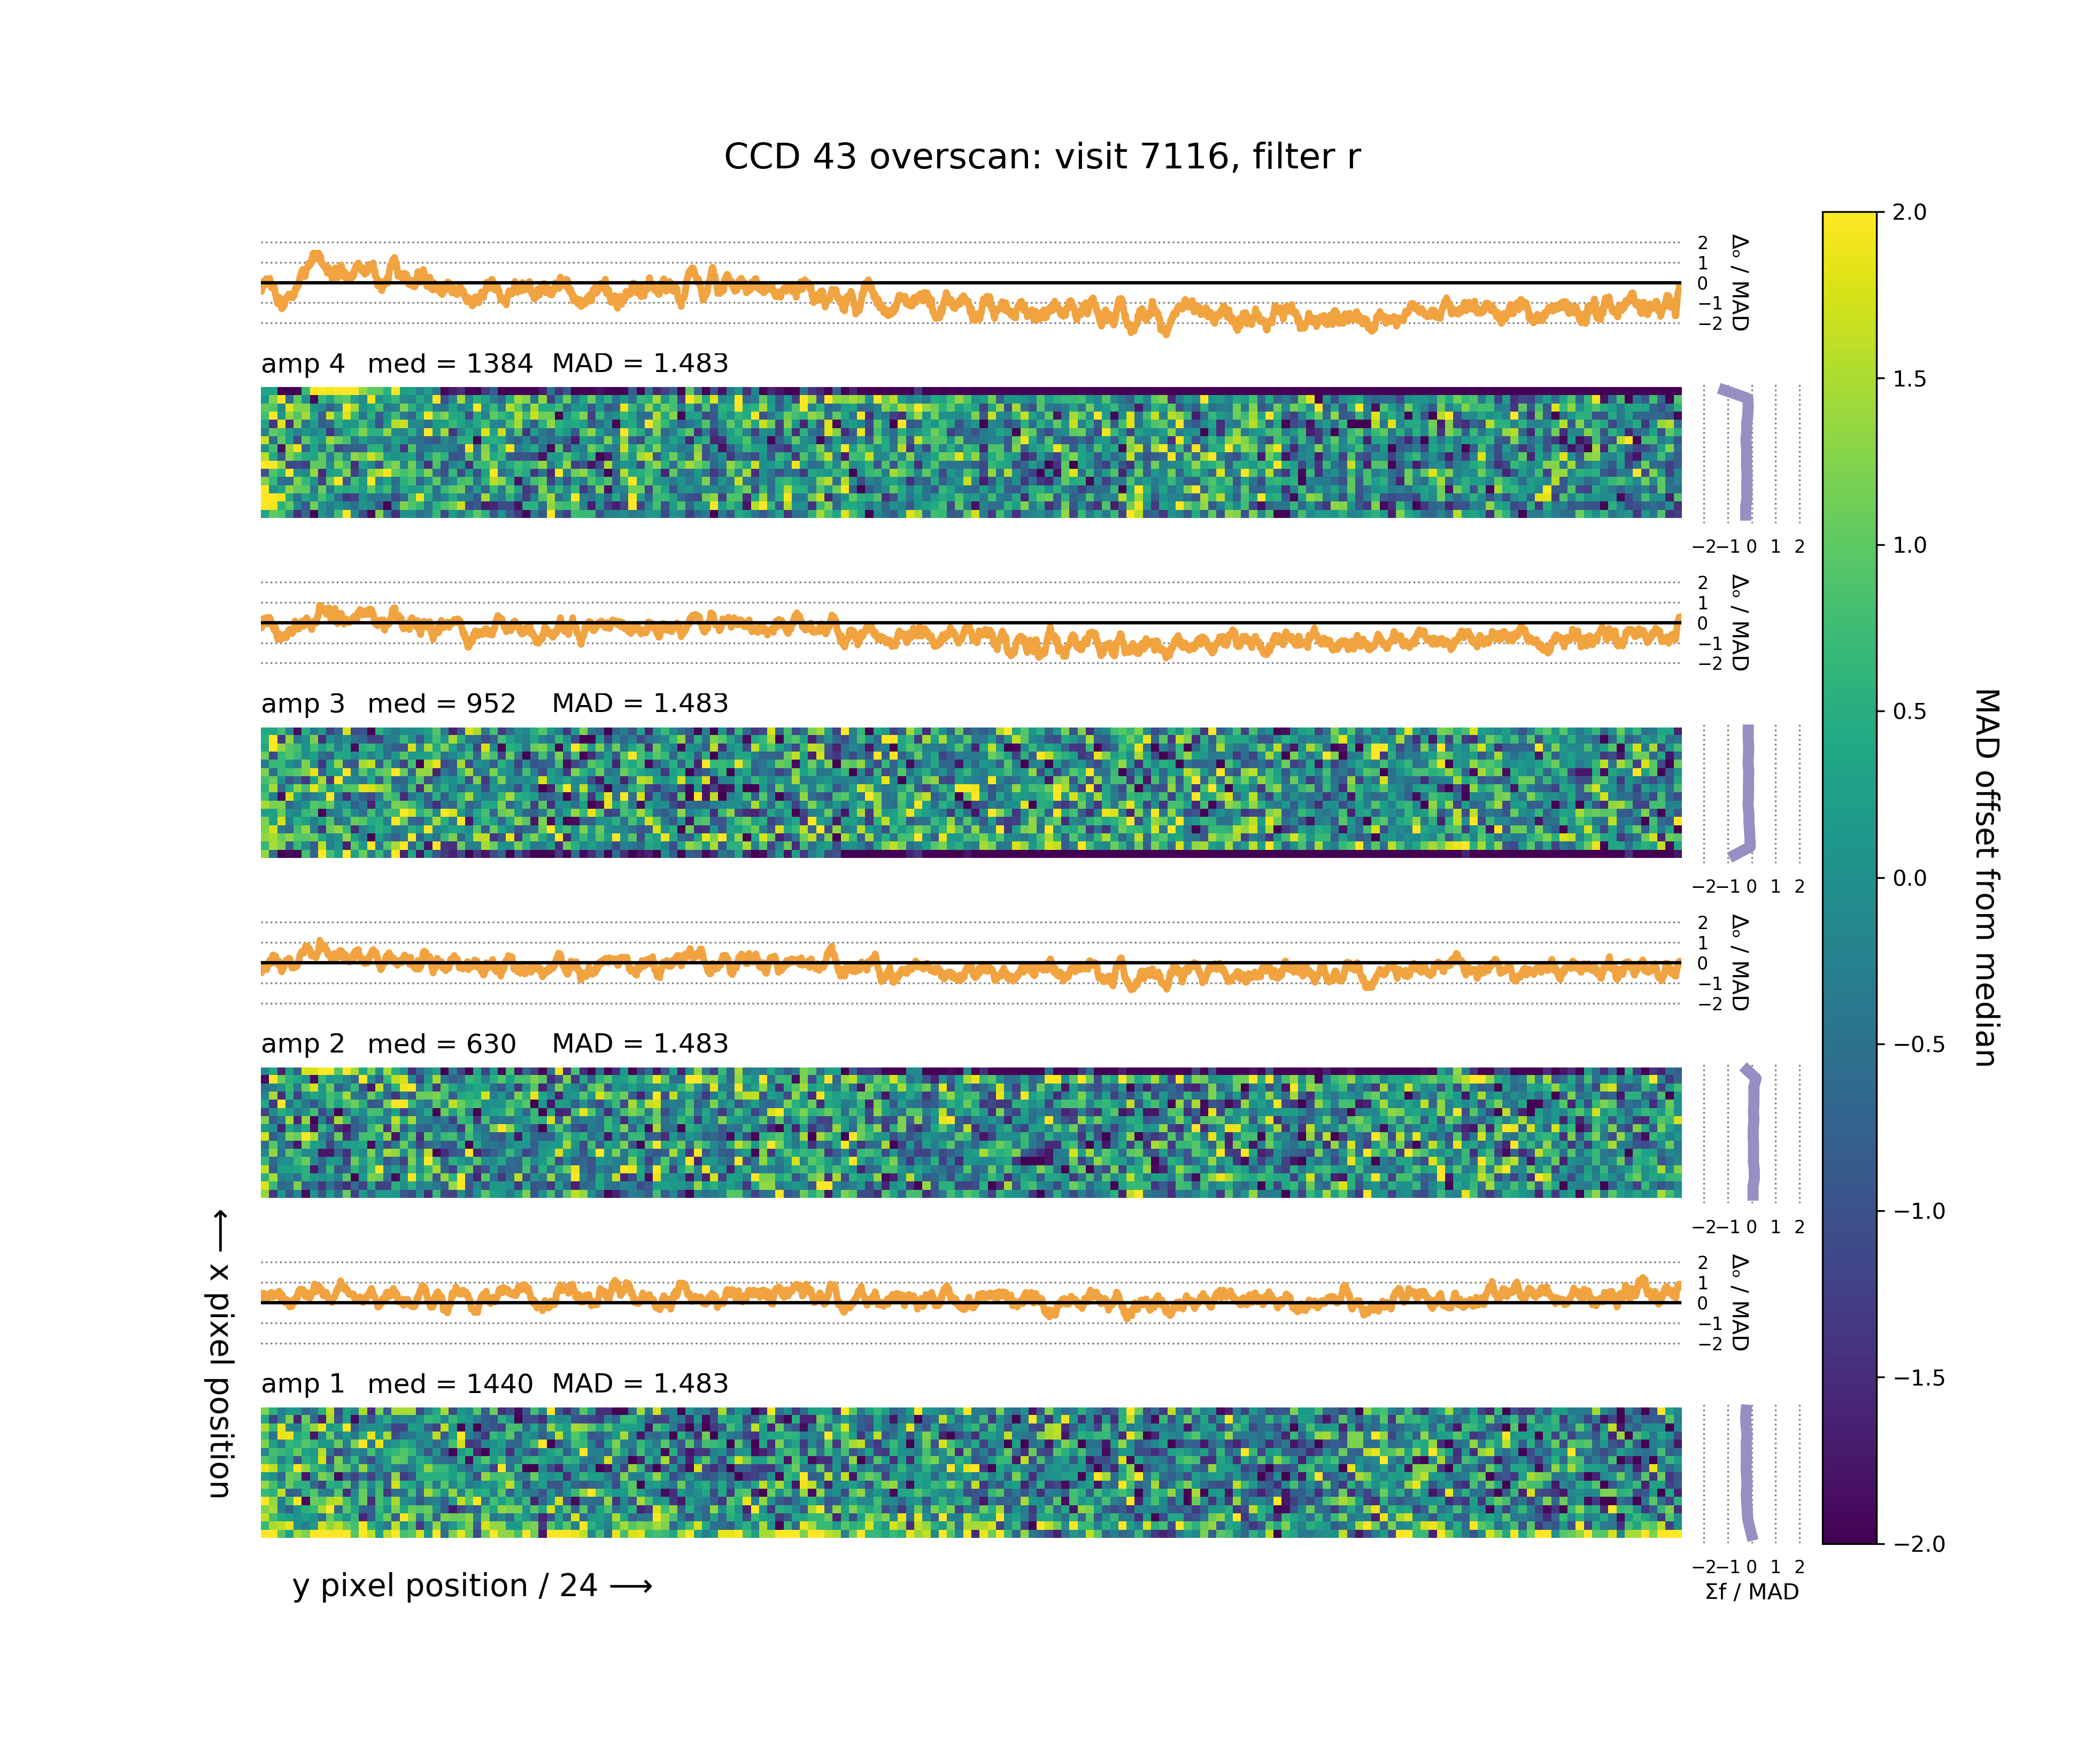 CCD 43 overscan: visit 7116, filter r
2
1
0
−1
−2
Δₒ / MAD
amp 4 med = 1384 MAD = 1.483
−2 −1 0 1 2
2
1
0
−1
−2
Δₒ / MAD
amp 3 med = 952 MAD = 1.483
−2 −1 0 1 2
2
1
0
−1
−2
Δₒ / MAD
amp 2 med = 630 MAD = 1.483
−2 −1 0 1 2
2
1
0
−1
−2
Δₒ / MAD
amp 1 med = 1440 MAD = 1.483
−2 −1 0 1 2
Σf / MAD
y pixel position / 24 ⟶
⟵ x pixel position
2.0
1.5
1.0
0.5
0.0
−0.5
−1.0
−1.5
−2.0
MAD offset from median